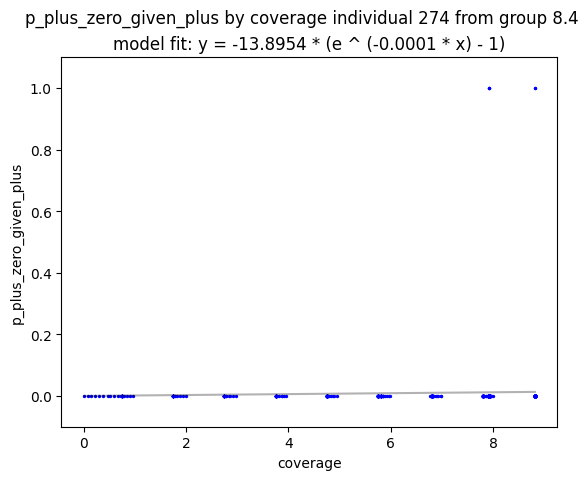 p_plus_zero_given_plus by coverage individual 274 from group 8.4
model fit: y = -13.8954 * (e ^ (-0.0001 * x) - 1)
1.0
0.8
0.6
0.4
0.2
0.0
p_plus_zero_given_plus
0 2 4 6 8
coverage